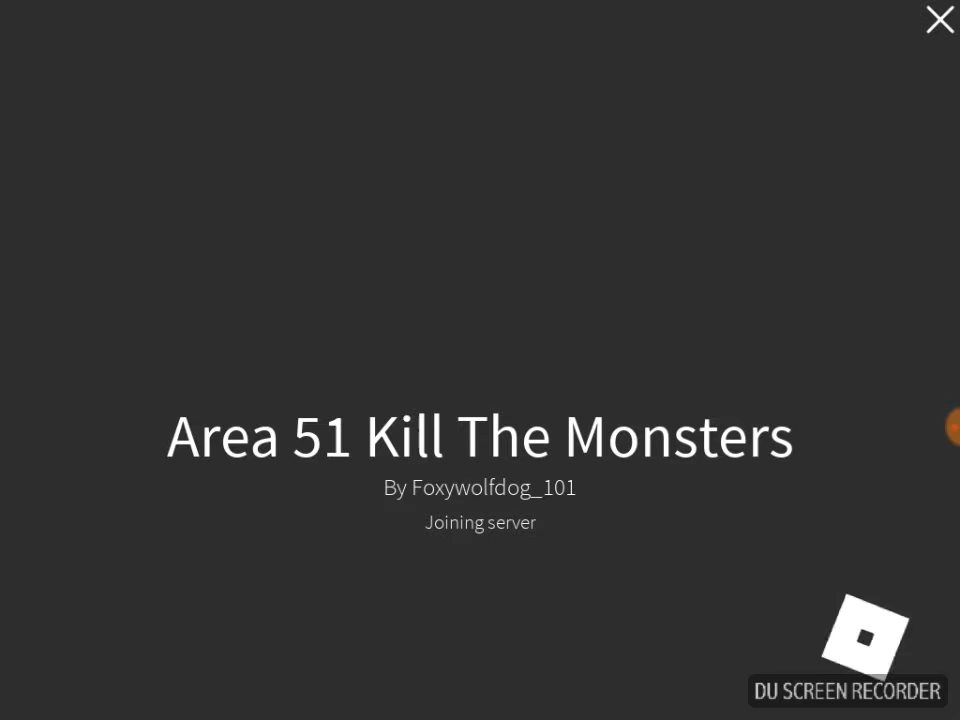 Area 51 Kill The Monsters
By Foxywolfdog_101
Joining server
DU SCREEN RECORDER